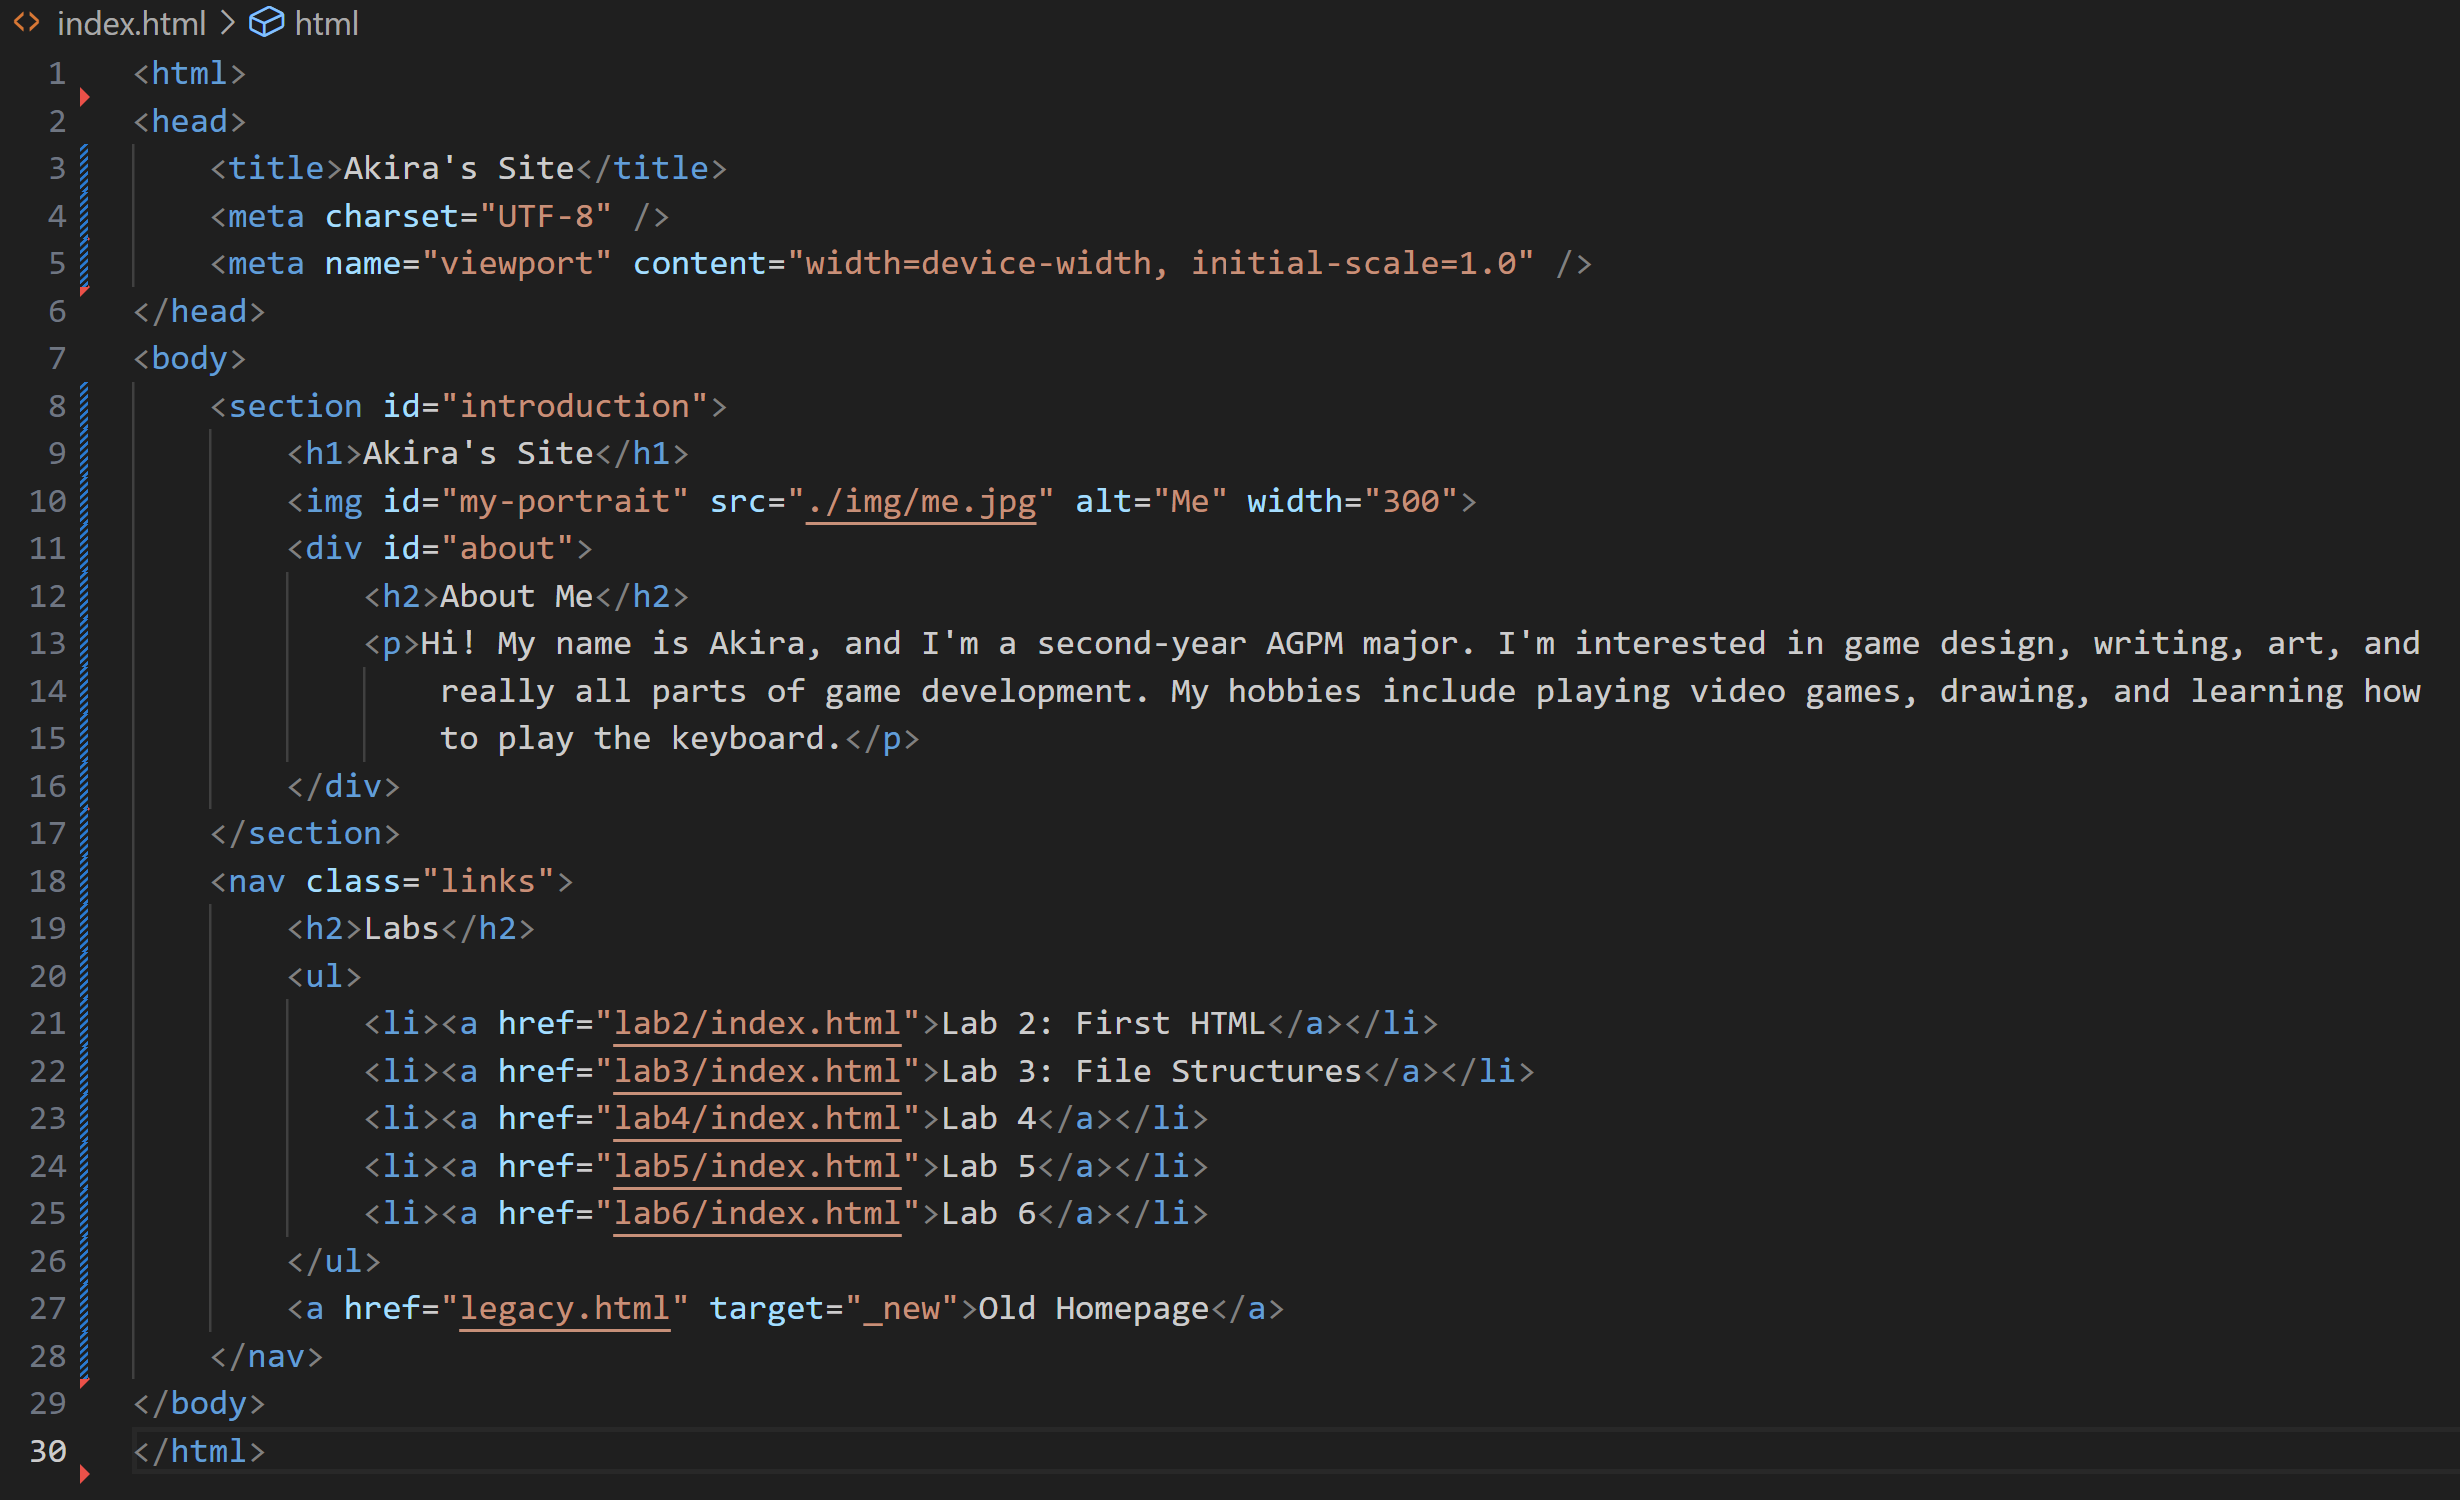 index.html > html
1 <html>
2 <head>
3 <title>Akira's Site</title>
4 <meta charset="UTF-8" />
5 <meta name="viewport" content="width=device-width, initial-scale=1.0" />
6 </head>
7 <body>
8 <section id="introduction">
9 <h1>Akira's Site</h1>
10 <img id="my-portrait" src="./img/me.jpg" alt="Me" width="300">
11 <div id="about">
12 <h2>About Me</h2>
13 <p>Hi! My name is Akira, and I'm a second-year AGPM major. I'm interested in game design, writing, art, and
14 really all parts of game development. My hobbies include playing video games, drawing, and learning how
15 to play the keyboard.</p>
16 </div>
17 </section>
18 <nav class="links">
19 <h2>Labs</h2>
20 <ul>
21 <li><a href="lab2/index.html">Lab 2: First HTML</a></li>
22 <li><a href="lab3/index.html">Lab 3: File Structures</a></li>
23 <li><a href="lab4/index.html">Lab 4</a></li>
24 <li><a href="lab5/index.html">Lab 5</a></li>
25 <li><a href="lab6/index.html">Lab 6</a></li>
26 </ul>
27 <a href="legacy.html" target="_new">Old Homepage</a>
28 </nav>
29 </body>
30 </html>